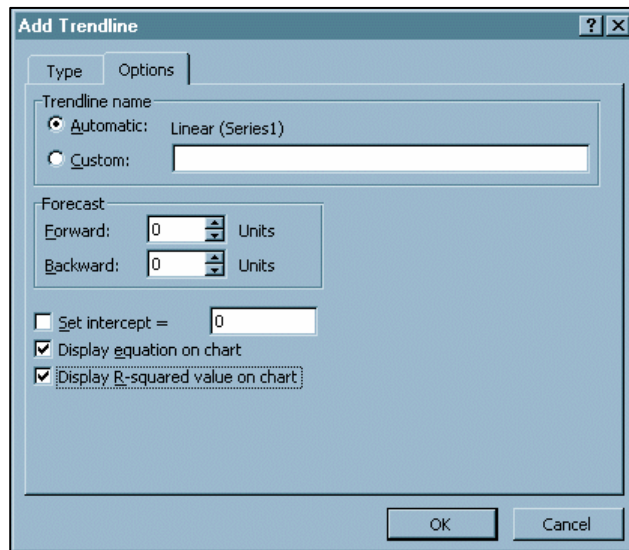 Add Trendline
Type Options
Trendline name
Automatic: Linear (Series1)
Custom:
Forecast
Forward: 0 Units
Backward: 0 Units
Set intercept = 0
Display equation on chart
Display R-squared value on chart
OK Cancel